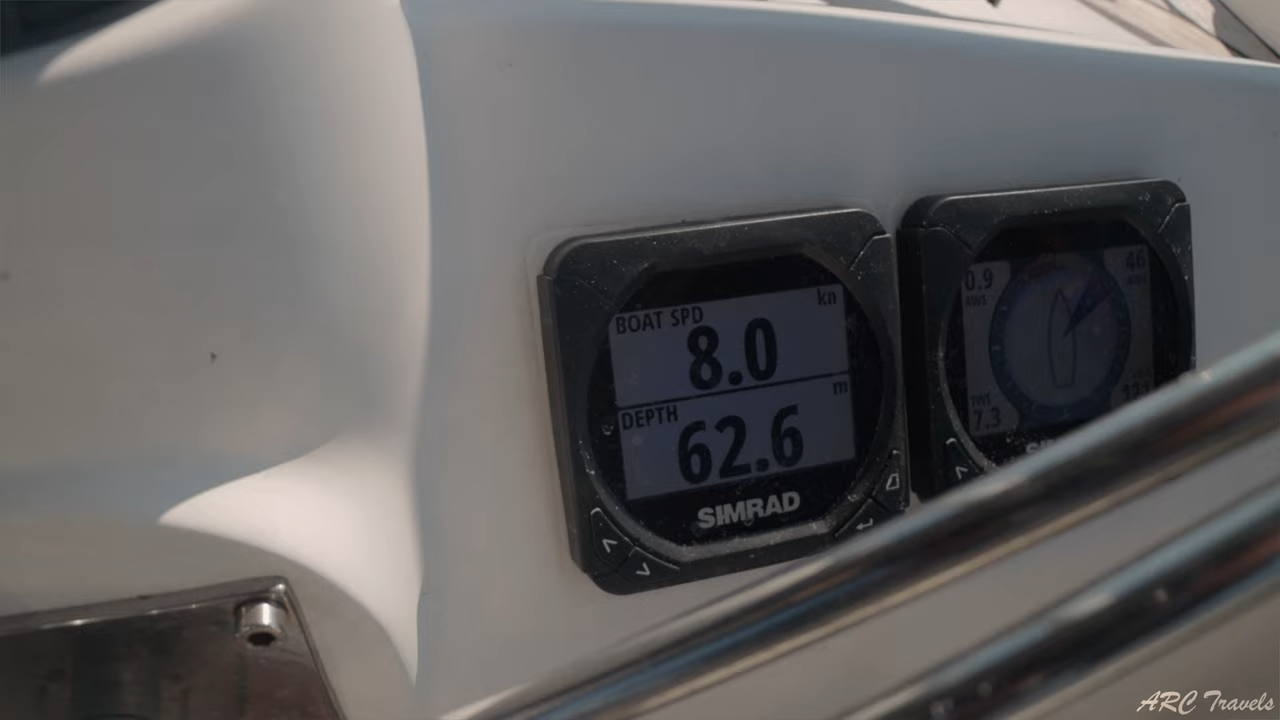 BOAT SPD
kn
8.0
DEPTH
m
62.6
SIMRAD
0.9
AWS
46
7.3
ARC Travels